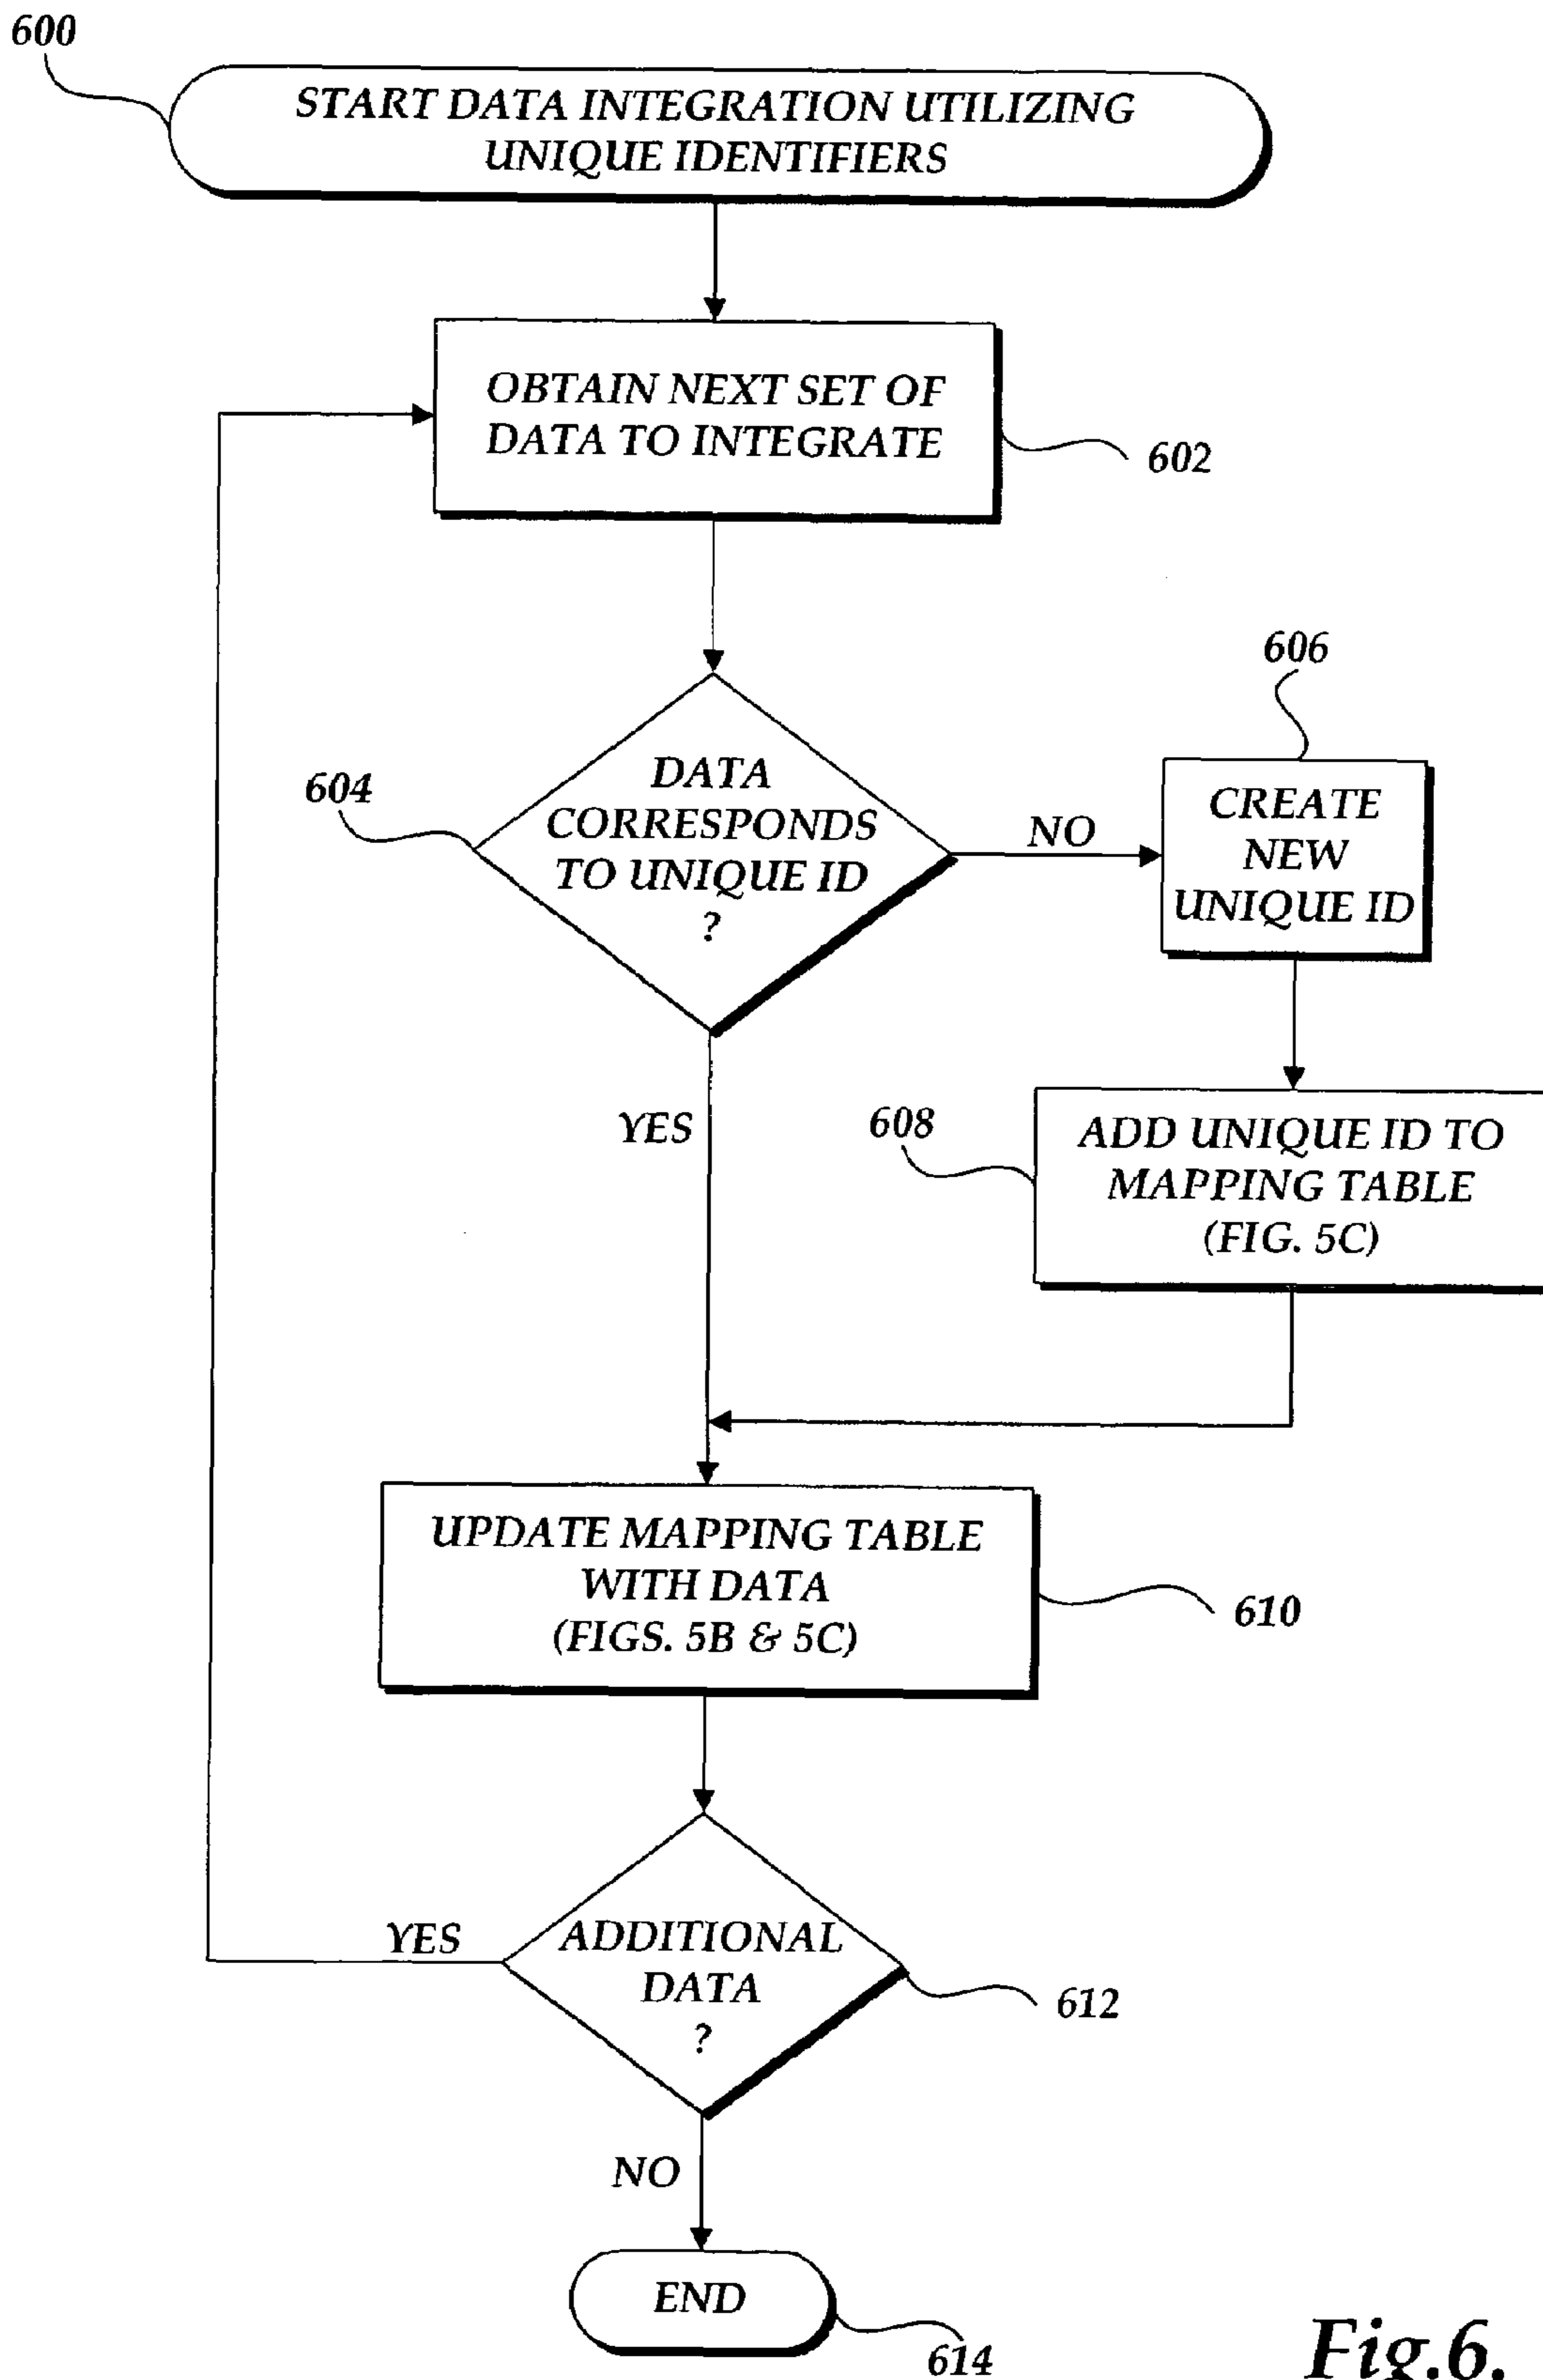 600
START DATA INTEGRATION UTILIZING
UNIQUE IDENTIFIERS
OBTAIN NEXT SET OF
DATA TO INTEGRATE
602
604
DATA
CORRESPONDS
TO UNIQUE ID
?
NO
606
CREATE
NEW
UNIQUE ID
YES
608
ADD UNIQUE ID TO
MAPPING TABLE
(FIG. 5C)
UPDATE MAPPING TABLE
WITH DATA
(FIGS. 5B & 5C)
610
YES
ADDITIONAL
DATA
?
612
NO
END
614
Fig.6.